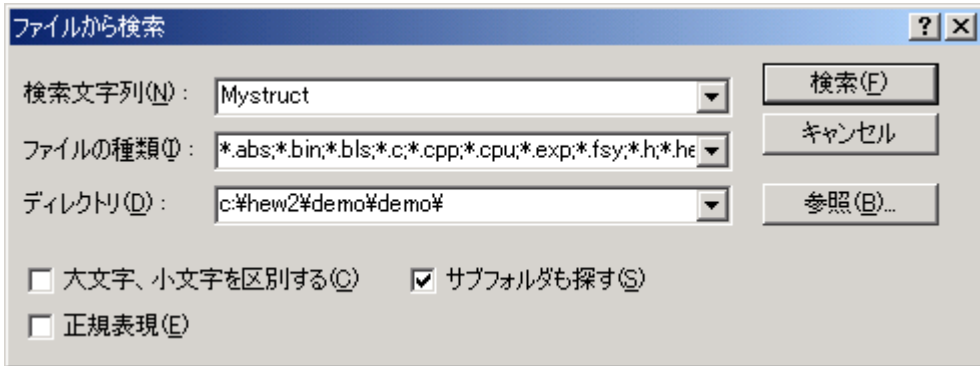 ファイルから検索
検索文字列(N): Mystruct 検索(F)
キャンセル
ファイルの種類(I): *.abs;*.bin;*.bls;*.c;*.cpp;*.cpu;*.exp;*.fsy;*.h;*.he
ディレクトリ(D): c:¥hew2¥demo¥demo¥ 参照(B)...
大文字、小文字を区別する(C) サブフォルダも探す(S)
正規表現(E)